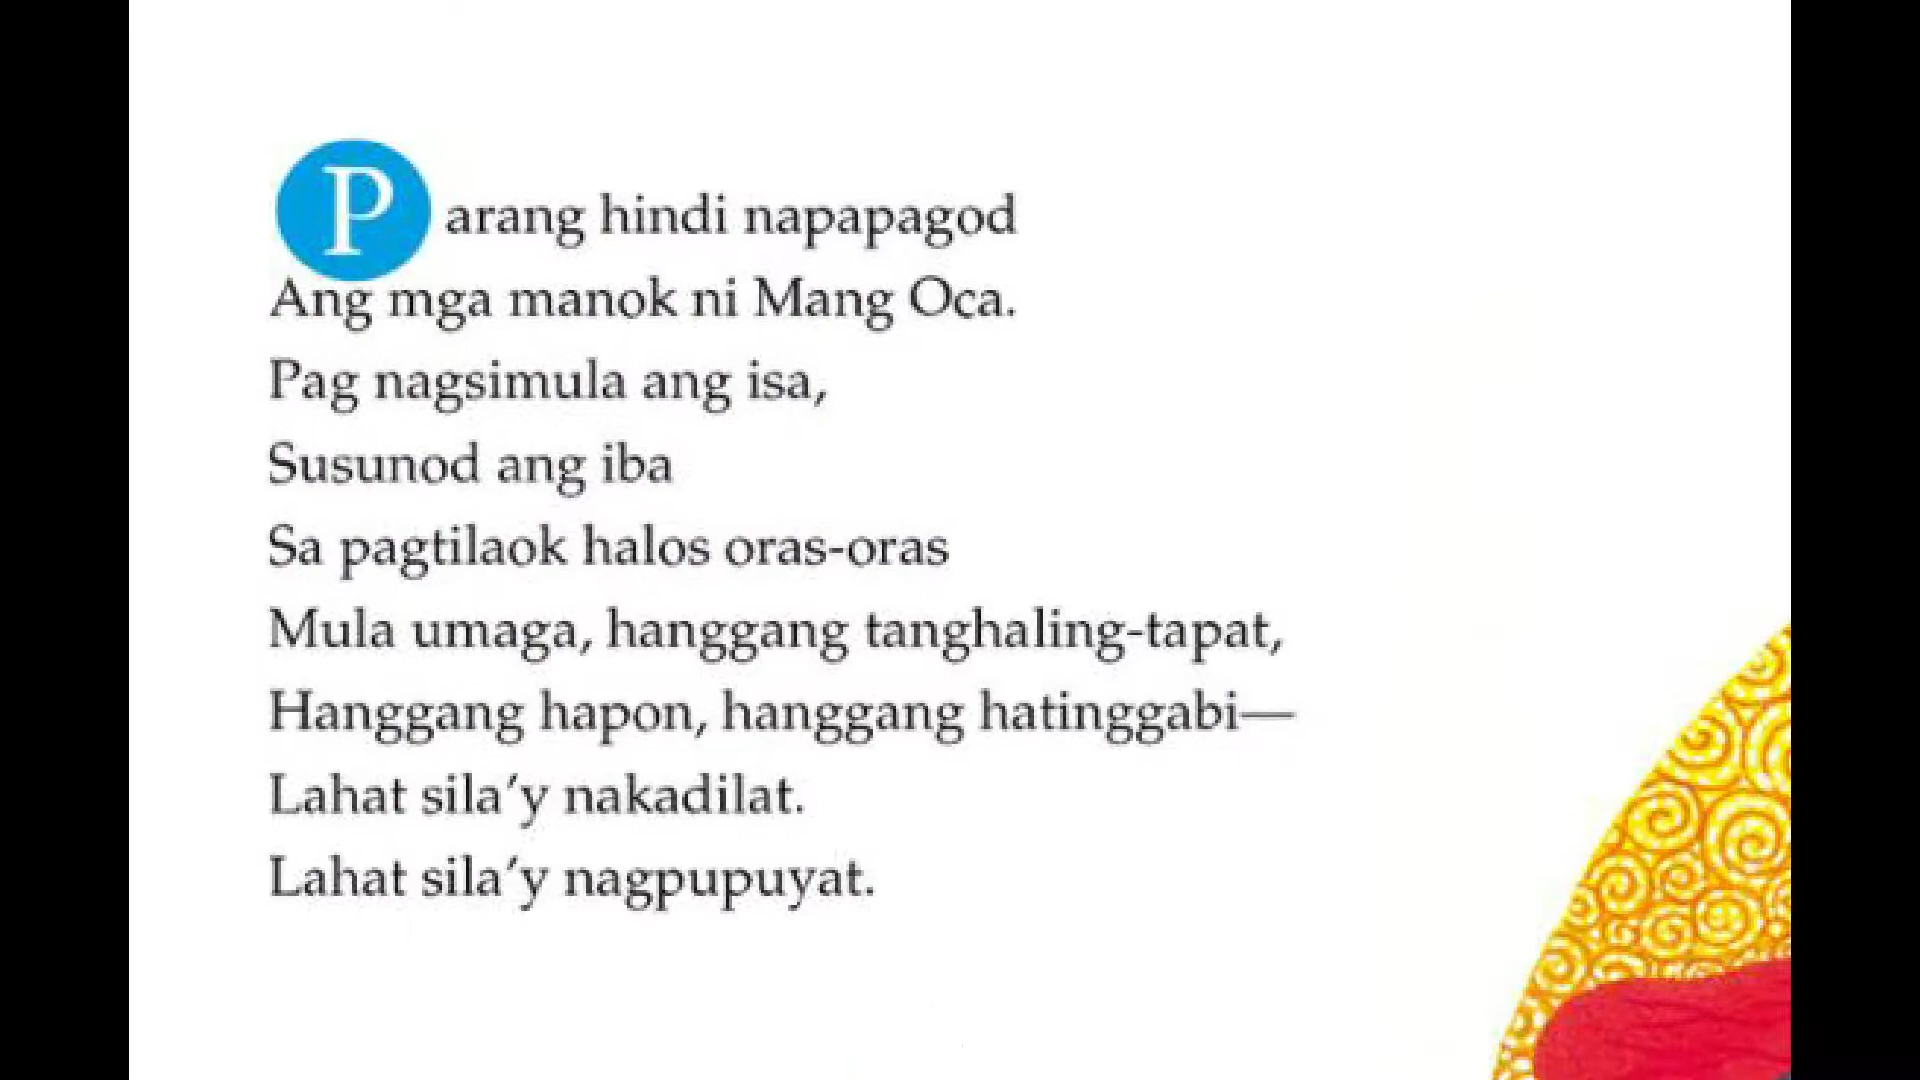 Parang hindi napapagod
Ang mga manok ni Mang Oca.
Pag nagsimula ang isa,
Susunod ang iba
Sa pagtilaok halos oras-oras
Mula umaga, hanggang tanghaling-tapat,
Hanggang hapon, hanggang hatinggabi—
Lahat sila’y nakadilat.
Lahat sila’y nagpupuyat.